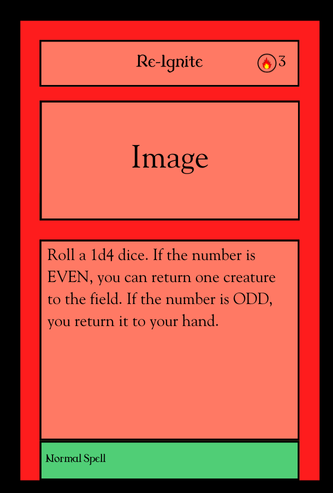 Re-Ignite 3
Image
Roll a 1d4 dice. If the number is
EVEN, you can return one creature
to the field. If the number is ODD,
you return it to your hand.
Normal Spell